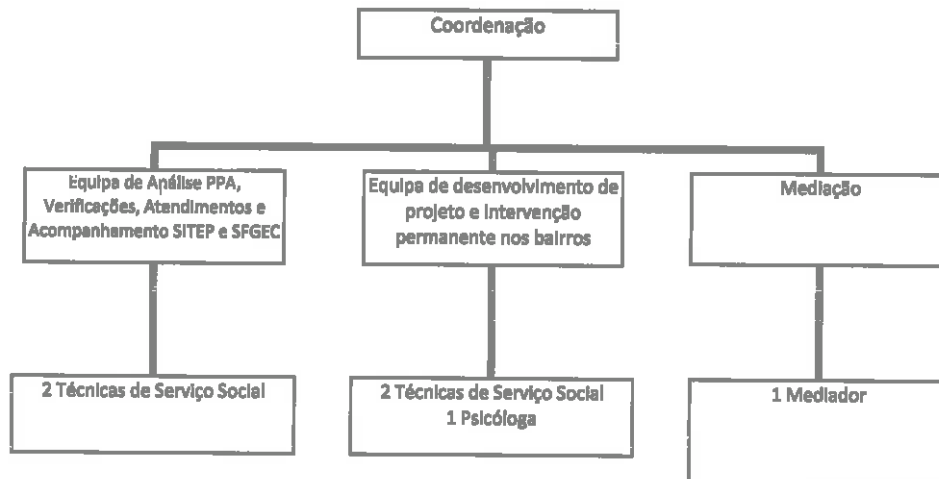 Coordenação
Equipa de Análise PPA,
Verificações, Atendimentos e
Acompanhamento SITEP e SFGEC
Equipa de desenvolvimento de
projeto e intervenção
permanente nos bairros
Mediação
2 Técnicas de Serviço Social
2 Técnicas de Serviço Social
1 Psicóloga
1 Mediador